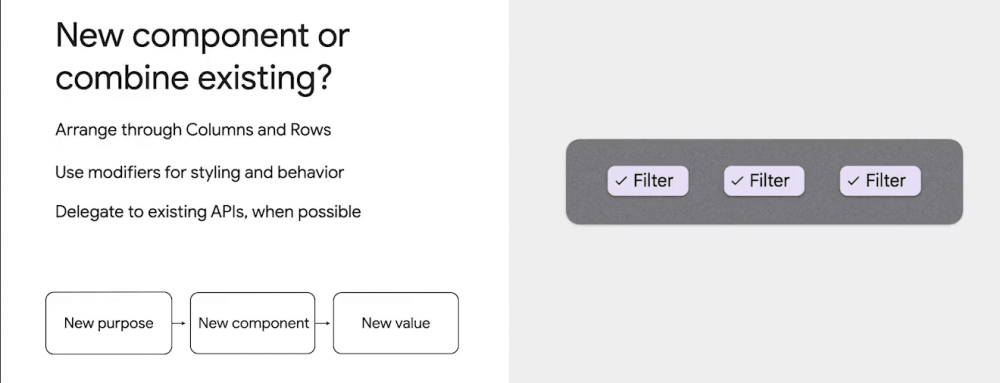 New component or
combine existing?
Arrange through Columns and Rows
Use modifiers for styling and behavior
Delegate to existing APIs, when possible
New purpose
New component
New value
Filter
Filter
Filter